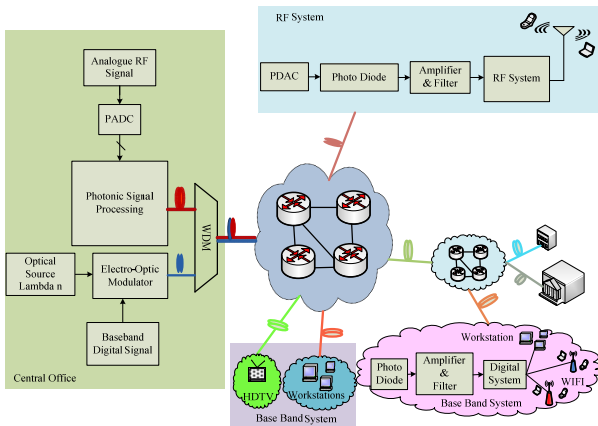 RF System
PDAC
Photo Diode
Amplifier
& Filter
RF System
Analogue RF
Signal
PADC
Photonic Signal
Processing
WDM
Optical
Source
Lambda n
Electro-Optic
Modulator
Baseband
Digital Signal
Central Office
HDTV
Workstations
Base Band System
Workstation
Photo
Diode
Amplifier
&
Filter
Digital
System
WIFI
Base Band System